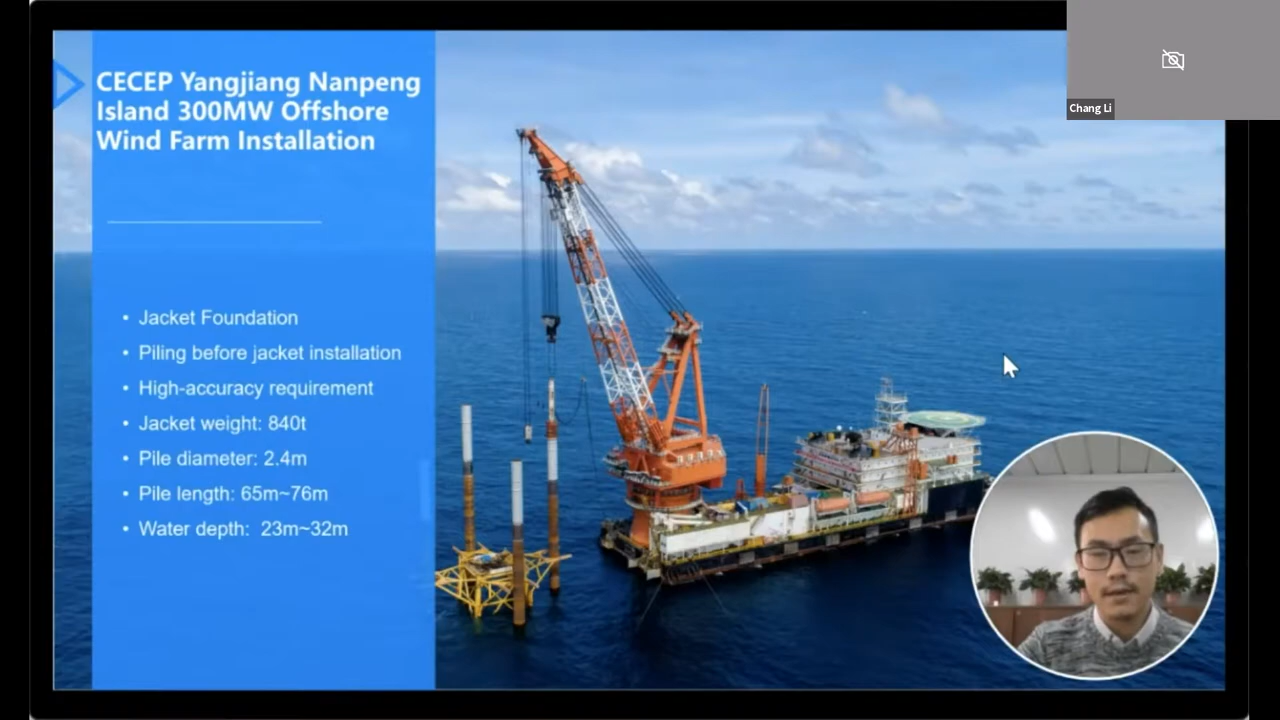 CECEP Yangjiang Nanpeng
Island 300MW Offshore
Wind Farm Installation
• Jacket Foundation
• Piling before jacket installation
• High-accuracy requirement
• Jacket weight: 840t
• Pile diameter: 2.4m
• Pile length: 65m~76m
• Water depth:  23m~32m
Chang Li